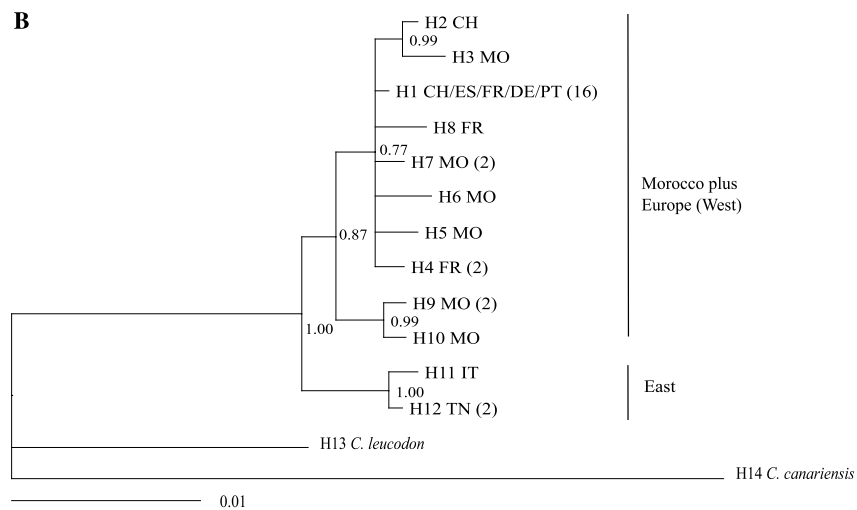 B
H2 CH
0.99
H3 MO
H1 CH/ES/FR/DE/PT (16)
H8 FR
0.77
H7 MO (2)
Morocco plus
Europe (West)
H6 MO
H5 MO
0.87
H4 FR (2)
H9 MO (2)
0.99
1.00
H10 MO
H11 IT
East
1.00
H12 TN (2)
H13 C. leucodon
H14 C. canariensis
0.01